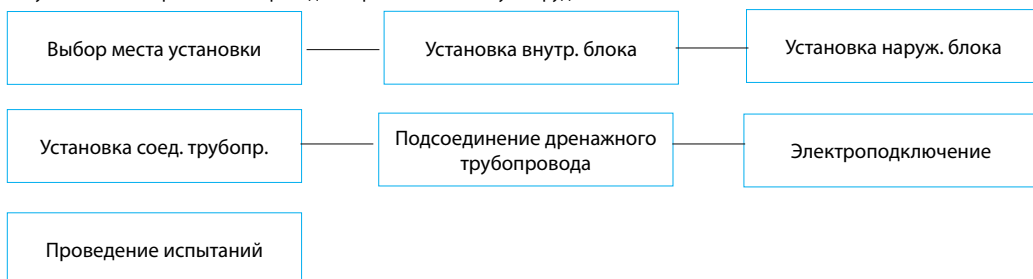 Выбор места установки
Установка внутр. блока
Установка наруж. блока
Установка соед. трубопр.
Подсоединение дренажного
трубопровода
Электроподключение
Проведение испытаний